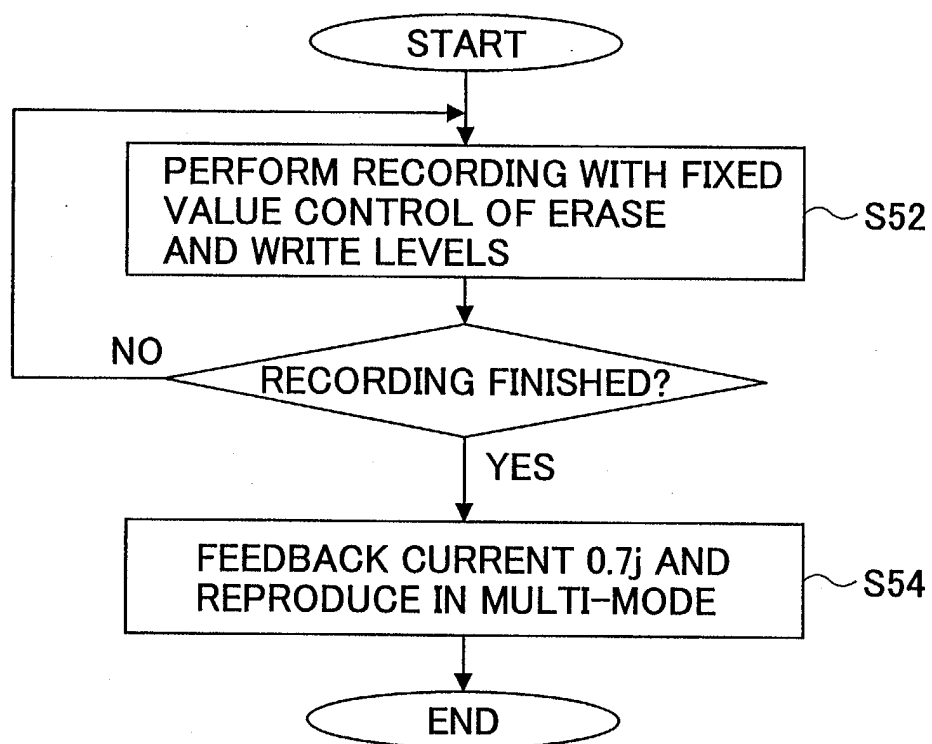 START
PERFORM RECORDING WITH FIXED
VALUE CONTROL OF ERASE
AND WRITE LEVELS
S52
NO
RECORDING FINISHED?
YES
FEEDBACK CURRENT 0.7j AND
REPRODUCE IN MULTI-MODE
S54
END